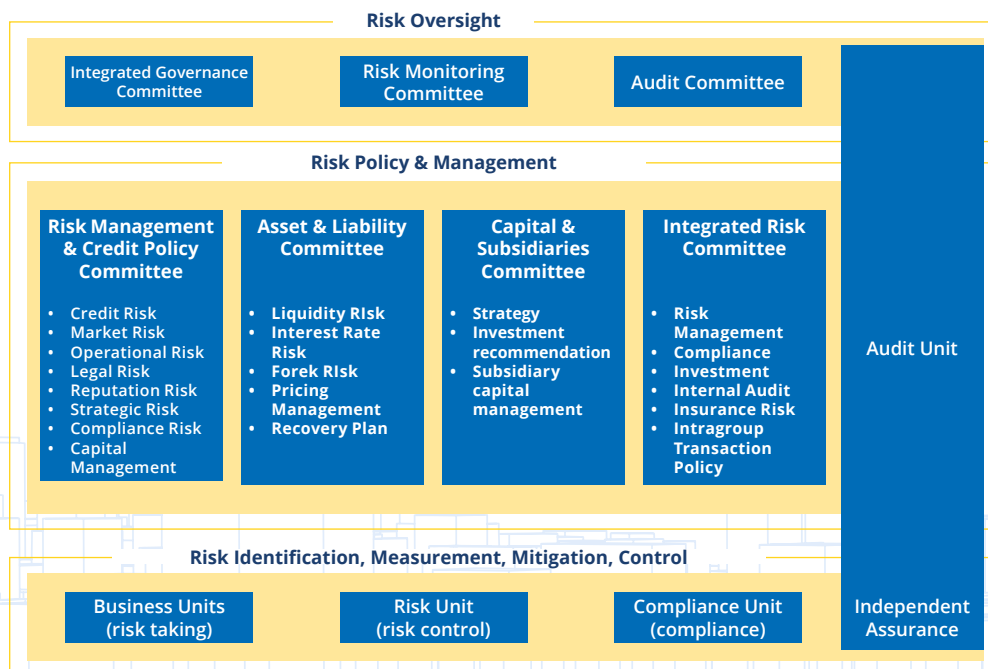 Risk Oversight
Integrated Governance
Committee
Risk Monitoring
Committee
Audit Committee
Risk Policy & Management
Risk Management
& Credit Policy
Committee
• Credit Risk
• Market Risk
• Operational Risk
• Legal Risk
• Reputation Risk
• Strategic Risk
• Compliance Risk
• Capital
Management
Asset & Liability
Committee
• Liquidity RIsk
• Interest Rate
Risk
• Forek RIsk
• Pricing
Management
• Recovery Plan
Capital &
Subsidiaries
Committee
• Strategy
• Investment
recommendation
• Subsidiary
capital
management
Integrated Risk
Committee
• Risk
Management
• Compliance
• Investment
• Internal Audit
• Insurance Risk
• Intragroup
Transaction
Policy
Audit Unit
Risk Identification, Measurement, Mitigation, Control
Business Units
(risk taking)
Risk Unit
(risk control)
Compliance Unit
(compliance)
Independent
Assurance